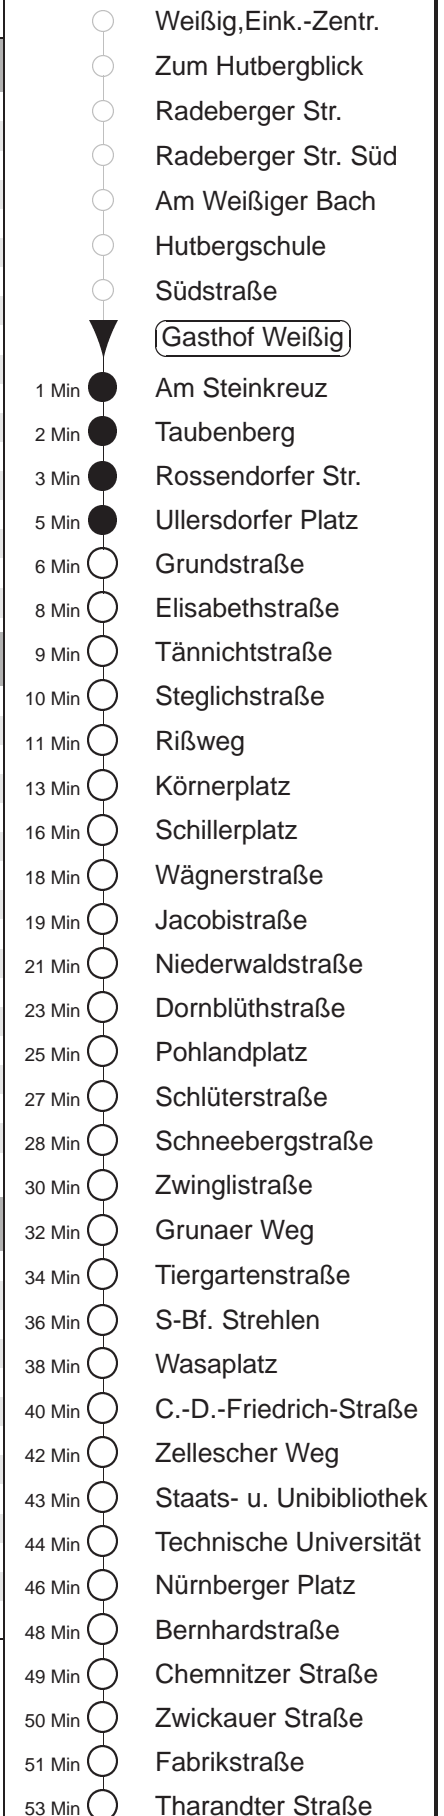 Weißig,Eink.-Zentr.
Zum Hutbergblick
Radeberger Str.
Radeberger Str. Süd
Am Weißiger Bach
Hutbergschule
Südstraße
Gasthof Weißig
1 Min Am Steinkreuz
2 Min Taubenberg
3 Min Rossendorfer Str.
5 Min Ullersdorfer Platz
6 Min Grundstraße
8 Min Elisabethstraße
9 Min Tännichtstraße
10 Min Steglichstraße
11 Min Rißweg
13 Min Körnerplatz
16 Min Schillerplatz
18 Min Wägnerstraße
19 Min Jacobistraße
21 Min Niederwaldstraße
23 Min Dornblüthstraße
25 Min Pohlandplatz
27 Min Schlüterstraße
28 Min Schneebergstraße
30 Min Zwinglistraße
32 Min Grunaer Weg
34 Min Tiergartenstraße
36 Min S-Bf. Strehlen
38 Min Wasaplatz
40 Min C.-D.-Friedrich-Straße
42 Min Zellescher Weg
43 Min Staats- u. Unibibliothek
44 Min Technische Universität
46 Min Nürnberger Platz
48 Min Bernhardstraße
49 Min Chemnitzer Straße
50 Min Zwickauer Straße
51 Min Fabrikstraße
53 Min Tharandter Straße